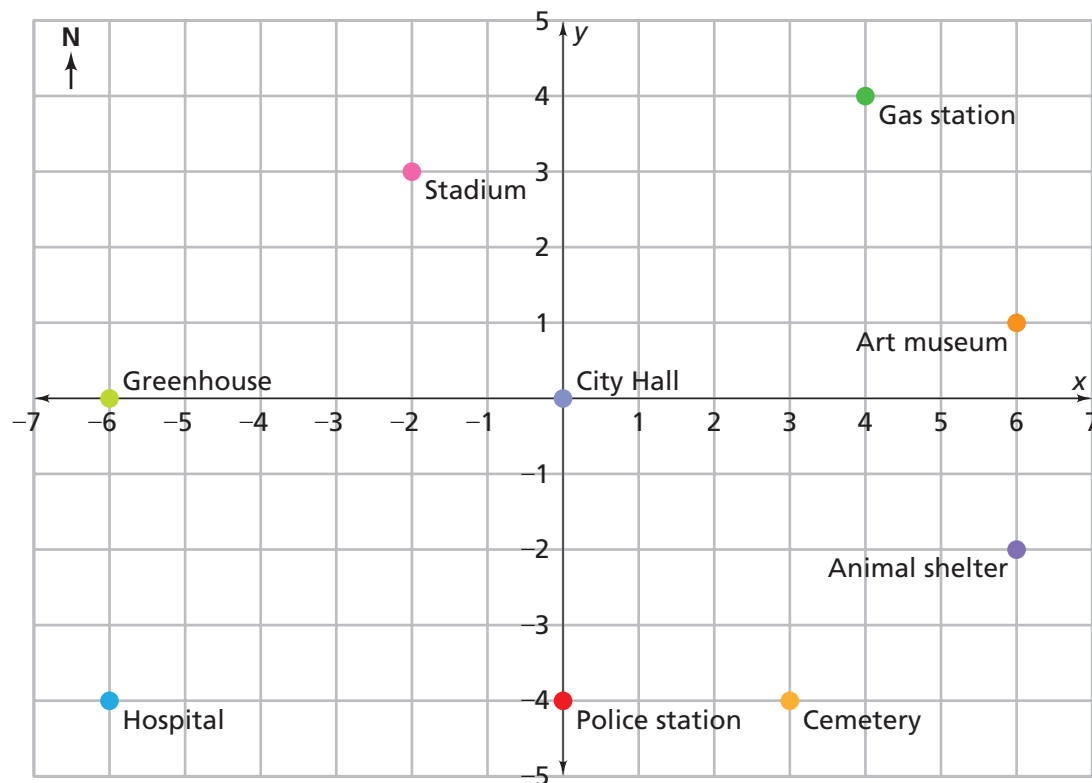 5
y
N
4
Gas station
3
Stadium
2
1
Art museum
Greenhouse
City Hall
x
−7 −6 −5 −4 −3 −2 −1 1 2 3 4 5 6 7
−1
−2
Animal shelter
−3
−4
Hospital
Police station
Cemetery
−5